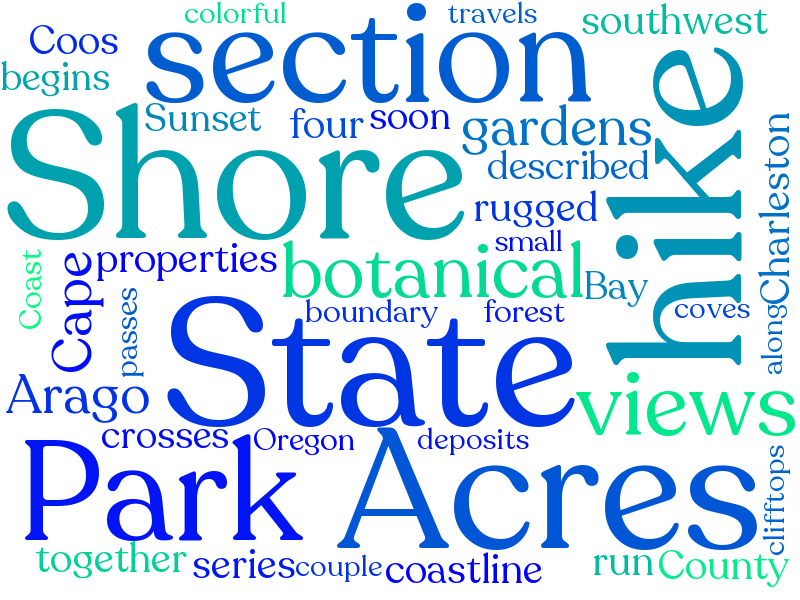 colorful
travels
southwest
Coos
section
begins
Sunset
four
soon
gardens
hike
Shore
described
Charleston
rugged
small
Coast
Cape
properties
botanical
Bay
passes
boundary
forest
coves
along
State
Arago
views
crosses
Oregon
deposits
Park
Acres
clifftops
together
series
couple
coastline
run
County